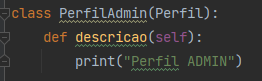 class PerfilAdmin(Perfil):
    def descricao(self):
        print("Perfil ADMIN")